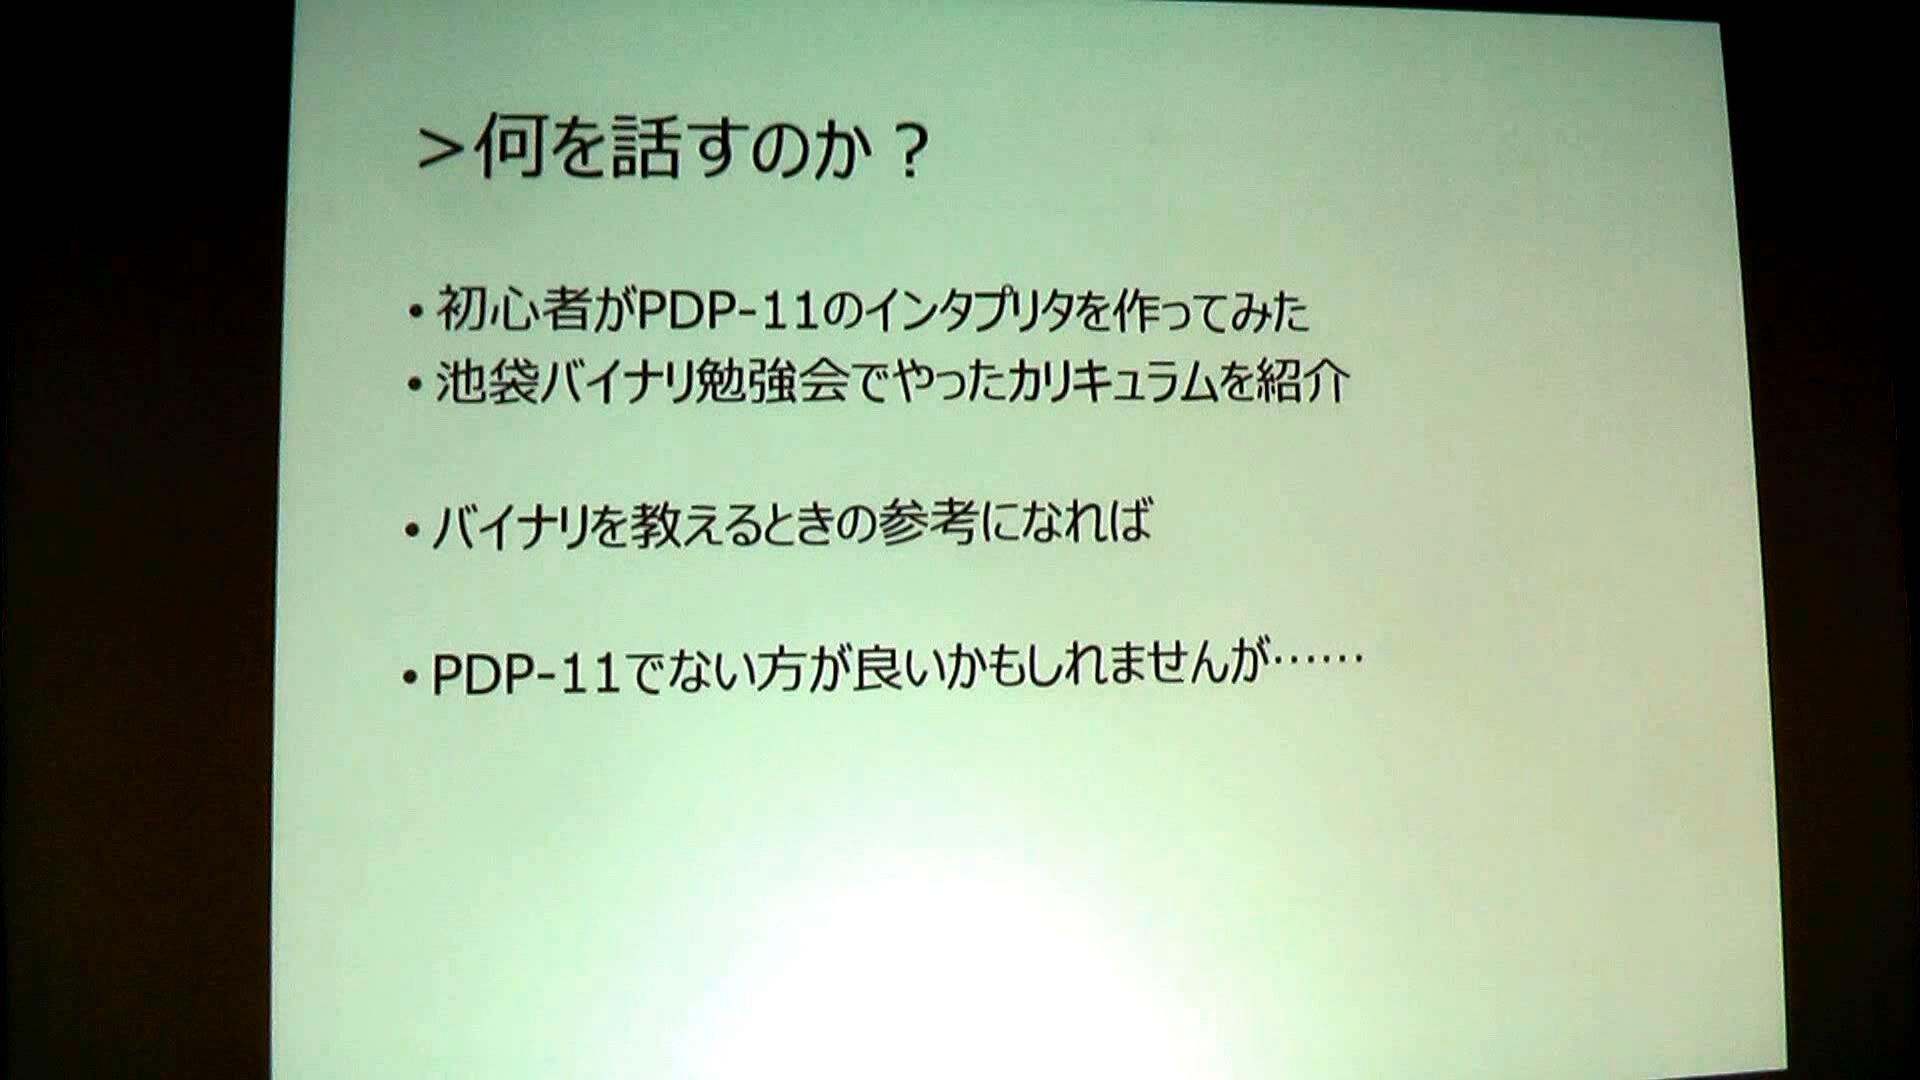 >何を話すのか？
• 初心者がPDP-11のインタプリタを作ってみた
• 池袋バイナリ勉強会でやったカリキュラムを紹介
• バイナリを教えるときの参考になれば
• PDP-11でない方が良いかもしれませんが……